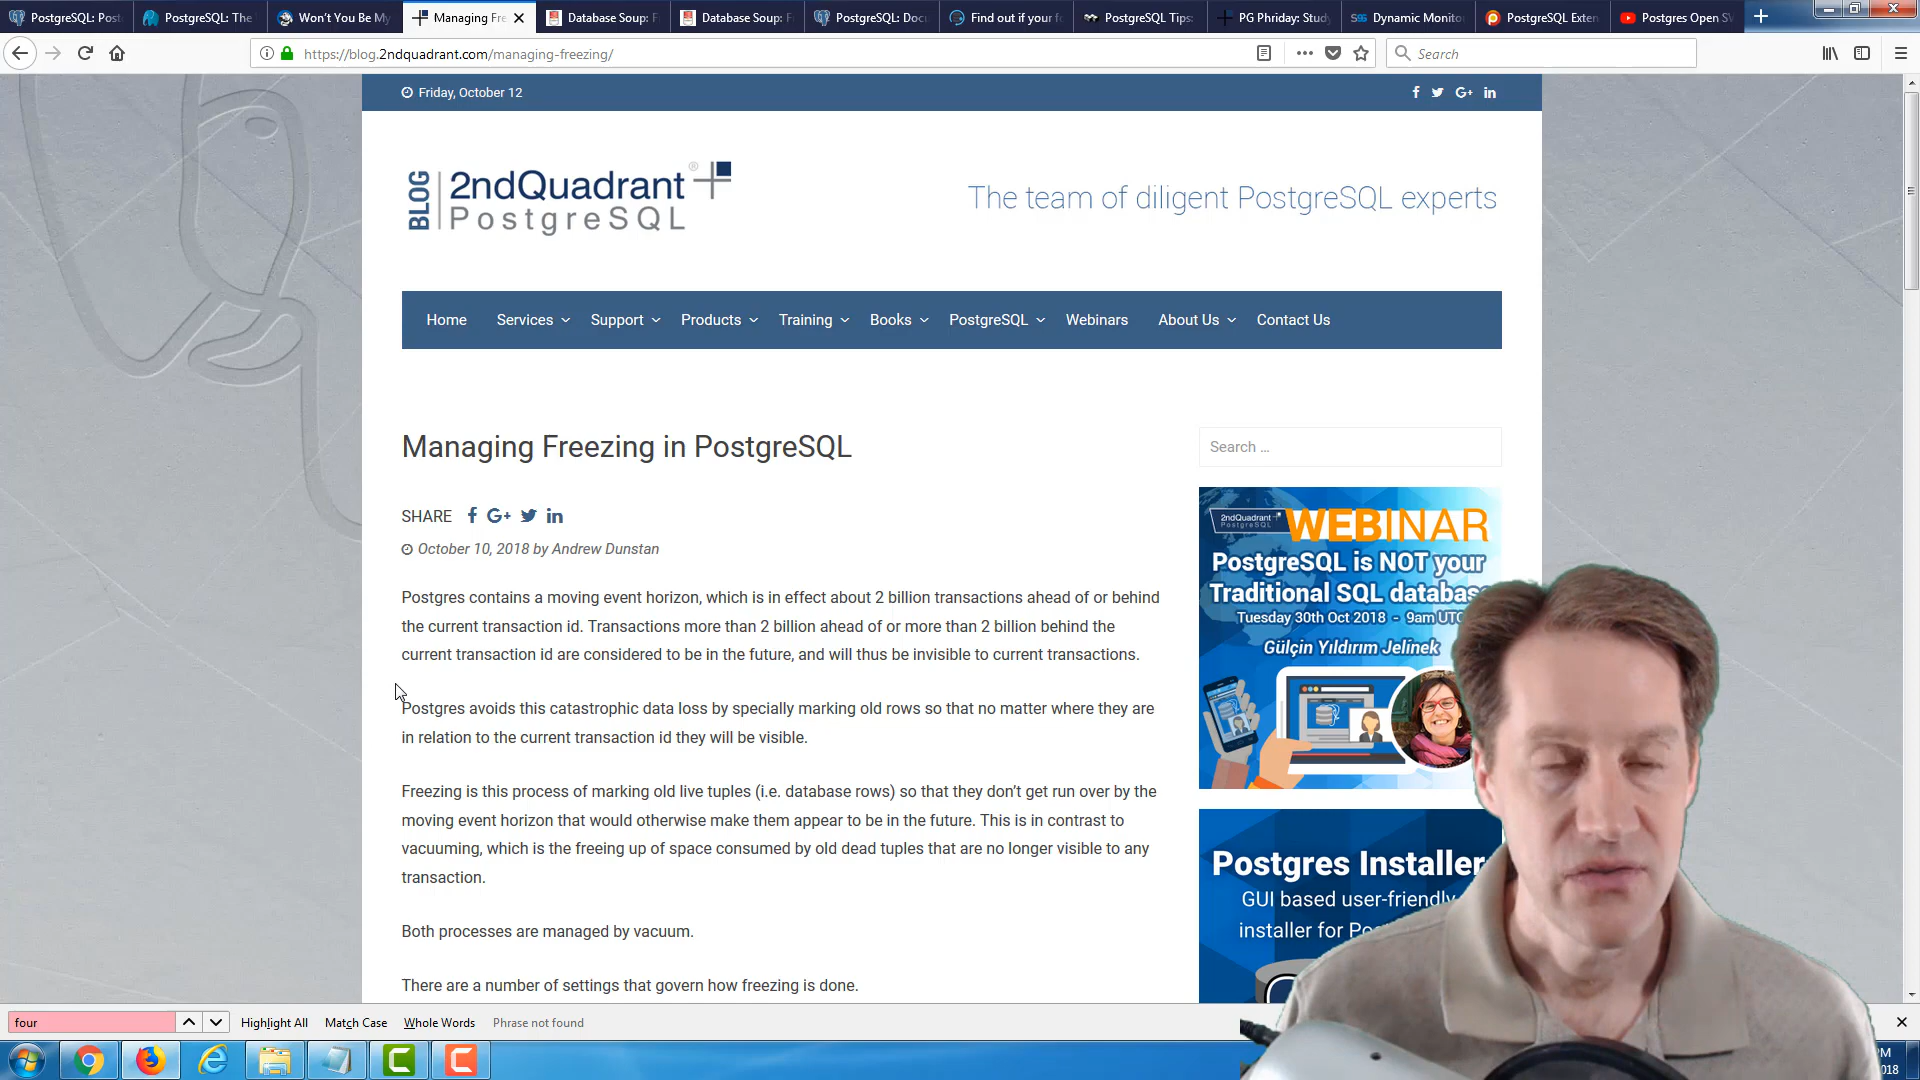 PostgreSQL: Post
PostgreSQL: The
Won't You Be My
Managing Fre
Database Soup: F
Database Soup: F
PostgreSQL: Docu
Find out if your fo
PostgreSQL Tips:
PG Phriday: Stud
Dynamic Monito
PostgreSQL Exten
Postgres Open SV
https://blog.2ndquadrant.com/managing-freezing/
Search
Friday, October 12
BLOG
2ndQuadrant®
PostgreSQL
The team of diligent PostgreSQL experts
Home Services Support Products Training Books PostgreSQL Webinars About Us Contact Us
Managing Freezing in PostgreSQL
Search ...
SHARE
October 10, 2018 by Andrew Dunstan
Postgres contains a moving event horizon, which is in effect about 2 billion transactions ahead of or behind
the current transaction id. Transactions more than 2 billion ahead of or more than 2 billion behind the
current transaction id are considered to be in the future, and will thus be invisible to current transactions.
Postgres avoids this catastrophic data loss by specially marking old rows so that no matter where they are
in relation to the current transaction id they will be visible.
Freezing is this process of marking old live tuples (i.e. database rows) so that they don't get run over by the
moving event horizon that would otherwise make them appear to be in the future. This is in contrast to
vacuuming, which is the freeing up of space consumed by old dead tuples that are no longer visible to any
transaction.
Both processes are managed by vacuum.
There are a number of settings that govern how freezing is done.
2ndQuadrant
PostgreSQL
WEBINAR
PostgreSQL is NOT your
Traditional SQL databas
Tuesday 30th Oct 2018 - 9am UTC
Gülçin Yıldırım Jelinek
Postgres Installer
GUI based user-friendly
installer for Po
four
Highlight All Match Case Whole Words Phrase not found
PM
018